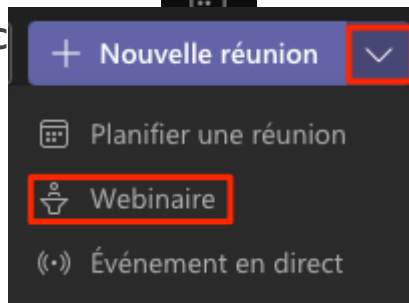 + Nouvelle réunion
Planifier une réunion
Webinaire
Événement en direct